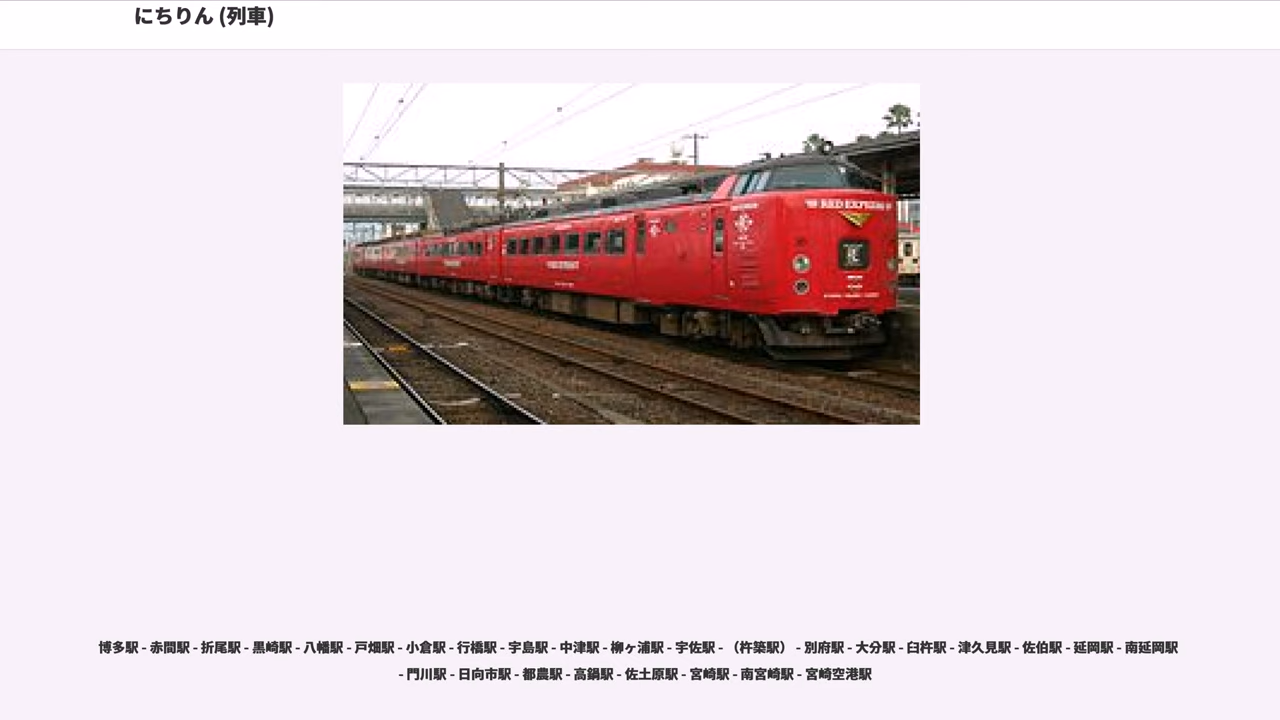 にちりん (列車)
RED EXPRESS
博多駅 - 赤間駅 - 折尾駅 - 黒崎駅 - 八幡駅 - 戸畑駅 - 小倉駅 - 行橋駅 - 宇島駅 - 中津駅 - 柳ヶ浦駅 - 宇佐駅 - （杵築駅） - 別府駅 - 大分駅 - 臼杵駅 - 津久見駅 - 佐伯駅 - 延岡駅 - 南延岡駅
- 門川駅 - 日向市駅 - 都農駅 - 高鍋駅 - 佐土原駅 - 宮崎駅 - 南宮崎駅 - 宮崎空港駅